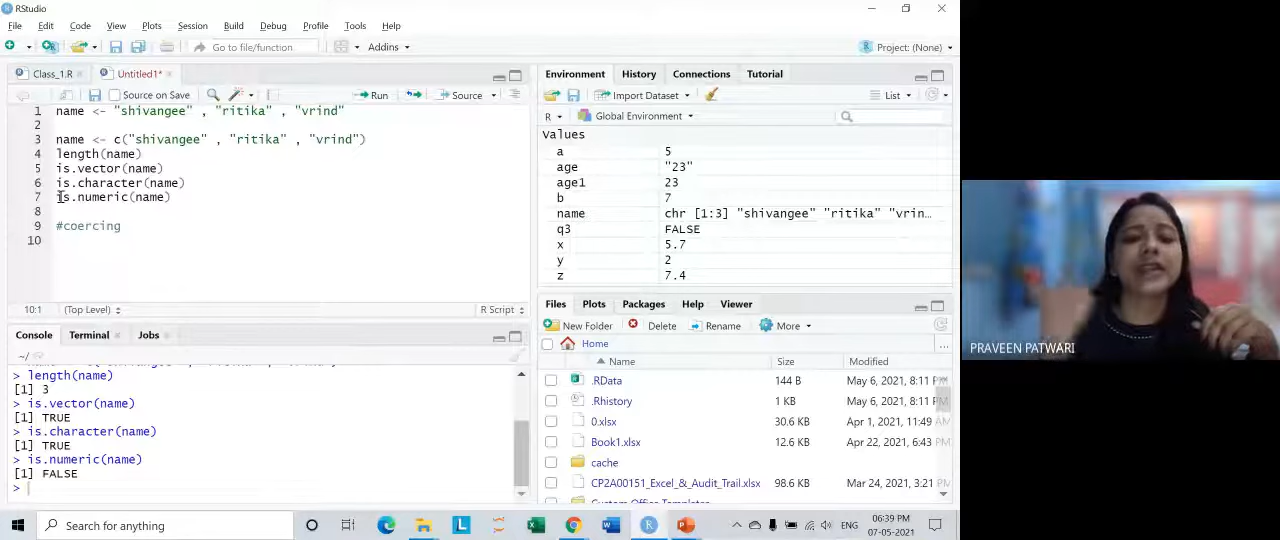 RStudio
File Edit Code View Plots Session Build Debug Profile Tools Help
Go to file/function Addins Project: (None)
Class_1.R Untitled1*
Source on Save Run Source
1 name <- "shivangee" , "ritika" , "vrind"
2
3 name <- c("shivangee" , "ritika" , "vrind")
4 length(name)
5 is.vector(name)
6 is.character(name)
7 is.numeric(name)
8
9 #coercing
10
10:1 (Top Level) R Script
Console Terminal Jobs
~/
> length(name)
[1] 3
> is.vector(name)
[1] TRUE
> is.character(name)
[1] TRUE
> is.numeric(name)
[1] FALSE
>
Environment History Connections Tutorial
Import Dataset List
R Global Environment
Values
a 5
age "23"
age1 23
b 7
name chr [1:3] "shivangee" "ritika" "vrin…
q3 FALSE
x 5.7
y 2
z 7.4
Files Plots Packages Help Viewer
New Folder Delete Rename More
Home ...
Name Size Modified
.RData 144 B May 6, 2021, 8:11 PM
.Rhistory 1 KB May 6, 2021, 8:11 PM
0.xlsx 30.6 KB Apr 1, 2021, 11:49 AM
Book1.xlsx 12.6 KB Apr 22, 2021, 6:43 PM
cache
CP2A00151_Excel_&_Audit_Trail.xlsx 98.6 KB Mar 24, 2021, 3:21 PM
Custom Office Templates
PRAVEEN PATWARI
Search for anything
ENG
06:39 PM
07-05-2021